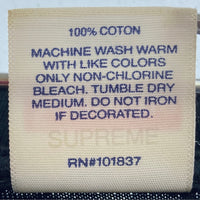 100% COTON
MACHINE WASH WARM
WITH LIKE COLORS
ONLY NON-CHLORINE
BLEACH. TUMBLE DRY
MEDIUM. DO NOT IRON
IF DECORATED.
SUPREME
RN#101837